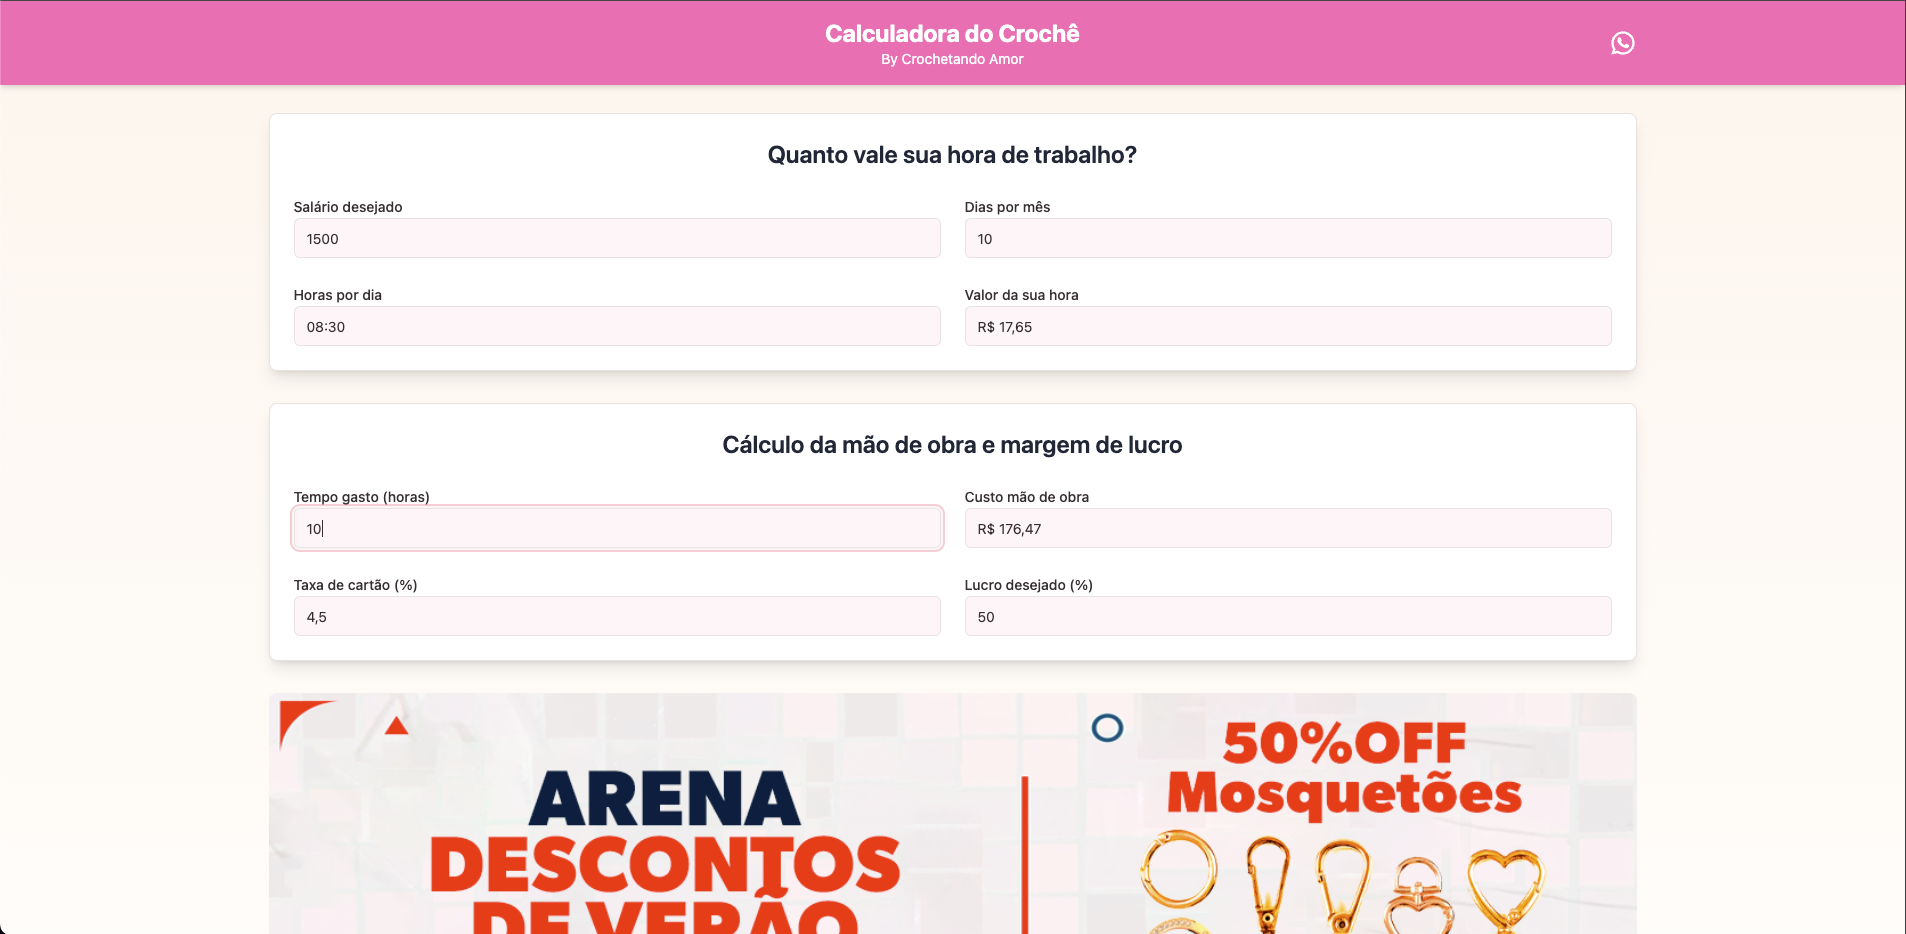 Calculadora do Crochê
By Crochetando Amor
Quanto vale sua hora de trabalho?
Salário desejado
1500
Dias por mês
10
Horas por dia
08:30
Valor da sua hora
R$ 17,65
Cálculo da mão de obra e margem de lucro
Tempo gasto (horas)
10
Custo mão de obra
R$ 176,47
Taxa de cartão (%)
4,5
Lucro desejado (%)
50
ARENA
DESCONTOS
DE VERÃO
50%OFF
Mosquetões